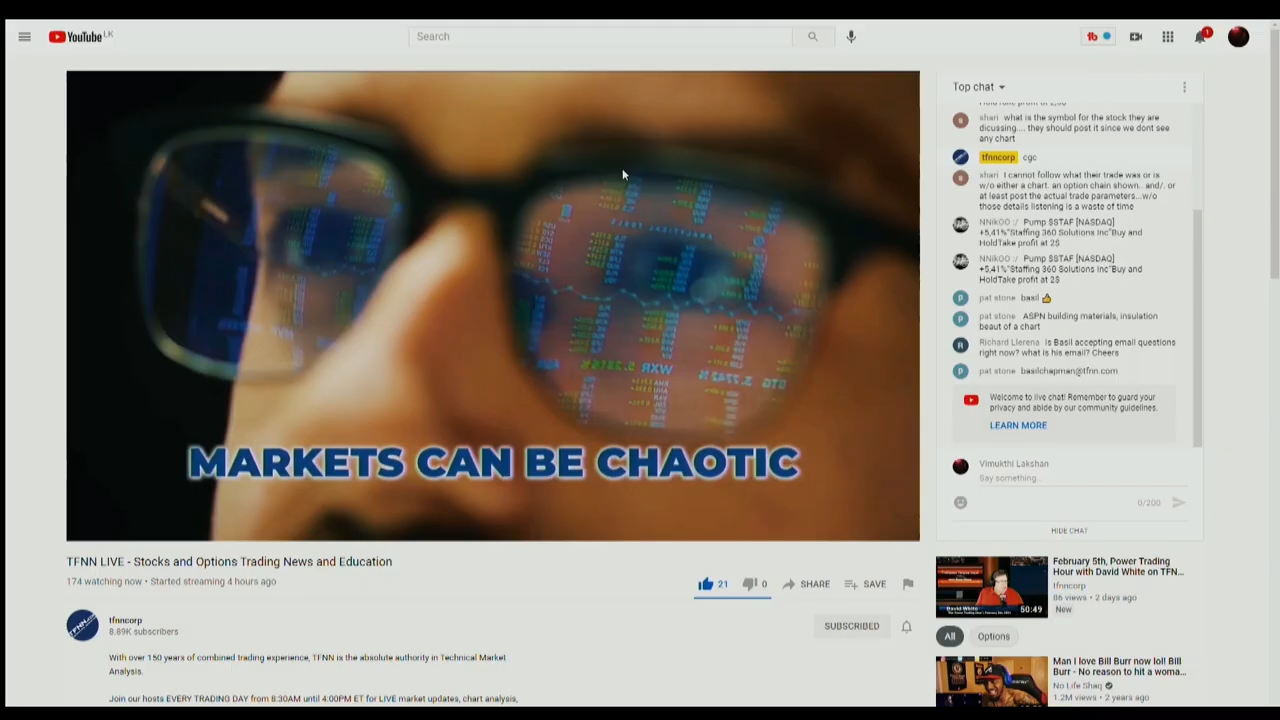 YouTube LK
Search
1
Top chat
shari what is the symbol for the stock they are
dicussing.... they should post it since we dont see
any chart
tfnncorp cgc
shari I cannot follow what their trade was or is
w/o either a chart. an option chain shown.. and/. or
at least post the actual trade parameters...w/o
those details listening is a waste of time
NNiKOO :/ Pump $STAF [NASDAQ]
+5,41%"Staffing 360 Solutions Inc"Buy and
HoldTake profit at 2$
NNiKOO :/ Pump $STAF [NASDAQ]
+5,41%"Staffing 360 Solutions Inc"Buy and
HoldTake profit at 2$
pat stone basil 👍
pat stone ASPN building materials, insulation
beaut of a chart
Richard Llerena Is Basil accepting email questions
right now? what is his email? Cheers
pat stone basilchapman@tfnn.com
Welcome to live chat! Remember to guard your
privacy and abide by our community guidelines.
LEARN MORE
Vimukthi Lakshan
Say something...
0/200
HIDE CHAT
MARKETS CAN BE CHAOTIC
TFNN LIVE - Stocks and Options Trading News and Education
174 watching now • Started streaming 4 hours ago
21 0 SHARE SAVE
tfnncorp
8.89K subscribers
SUBSCRIBED
With over 150 years of combined trading experience, TFNN is the absolute authority in Technical Market
Analysis.
Join our hosts EVERY TRADING DAY from 8:30AM until 4:00PM ET for LIVE market updates, chart analysis,
February 5th, Power Trading
Hour with David White on TFN...
tfnncorp
86 views • 2 days ago
New
David White
50:49
All Options
Man I love Bill Burr now lol! Bill
Burr - No reason to hit a woma...
No Life Shaq
1.2M views • 2 years ago